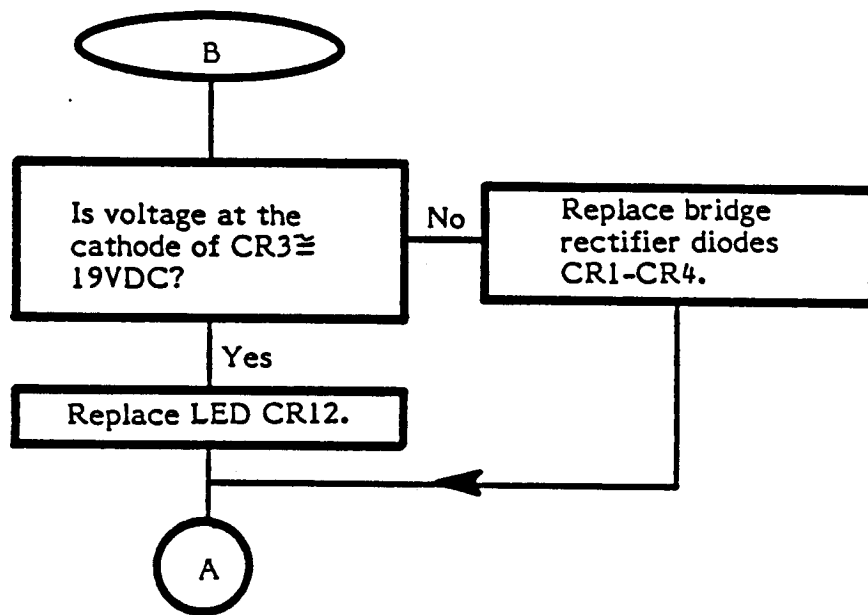 B
Is voltage at the
cathode of CR3≅
19VDC?
No
Replace bridge
rectifier diodes
CR1-CR4.
Yes
Replace LED CR12.
A